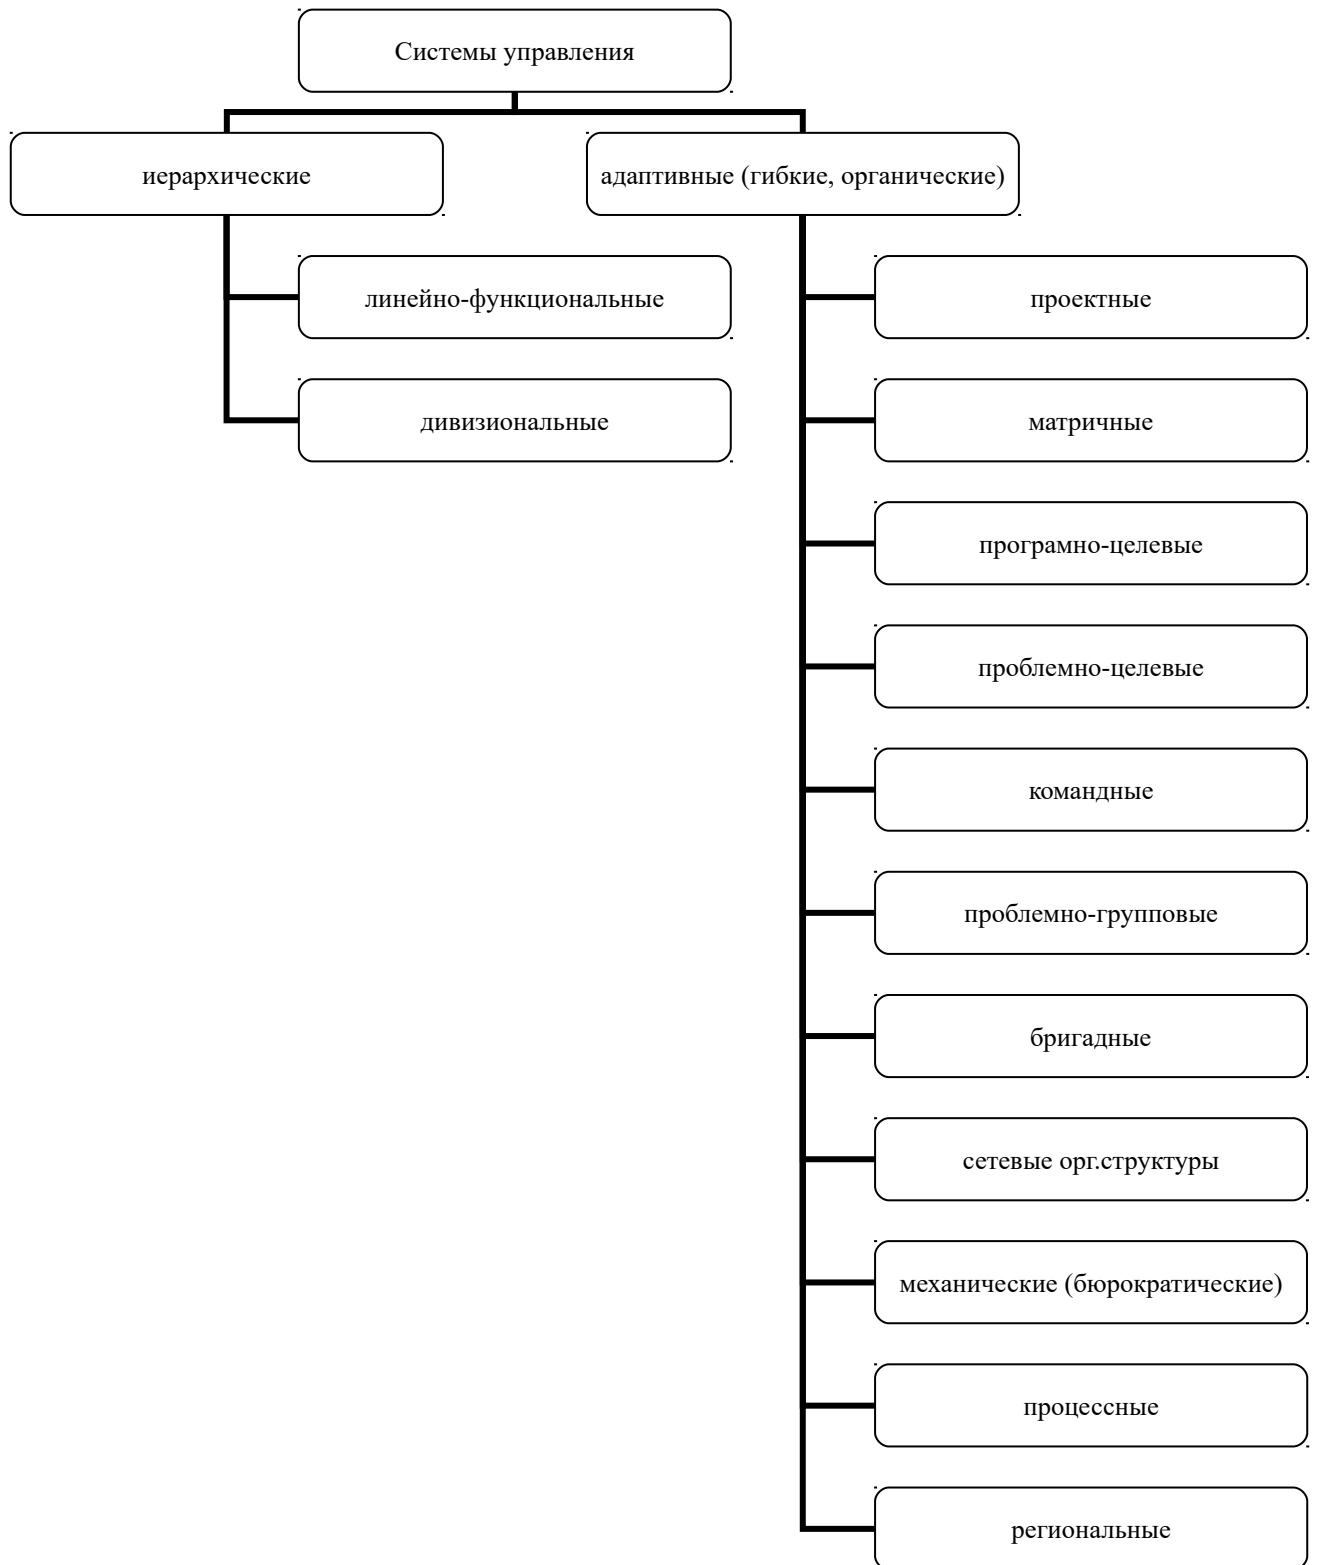 Системы управления
иерархические
адаптивные (гибкие, органические)
линейно-функциональные
дивизиональные
проектные
матричные
програмно-целевые
проблемно-целевые
командные
проблемно-групповые
бригадные
сетевые орг.структуры
механические (бюрократические)
процессные
региональные